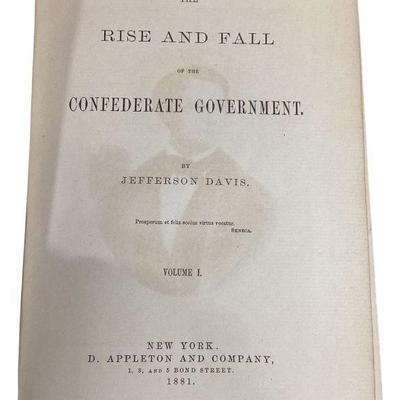 THE
RISE AND FALL
OF THE
CONFEDERATE GOVERNMENT.
BY
JEFFERSON DAVIS.
Prosperum et felix scelus virtus vocatur.
SENECA.
VOLUME I.
NEW YORK.
D. APPLETON AND COMPANY,
1, 3, AND 5 BOND STREET.
1881.